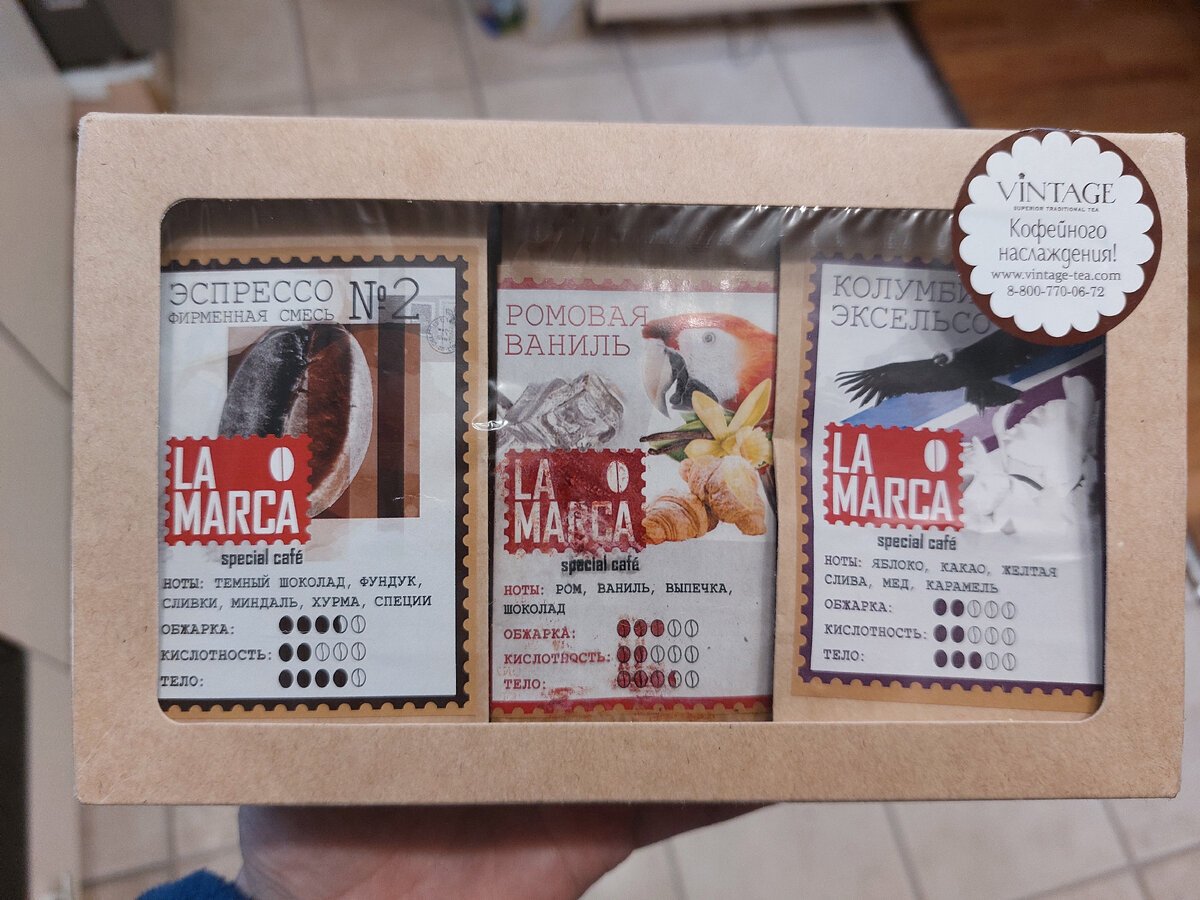 VINTAGE
SUPERIOR TRADITIONAL TEA
Кофейного
наслаждения!
www.vintage-tea.com
8-800-770-06-72
ЭСПРЕССО
ФИРМЕННАЯ СМЕСЬ
№2
LA
MARCA
special café
НОТЫ: ТЕМНЫЙ ШОКОЛАД, ФУНДУК,
СЛИВКИ, МИНДАЛЬ, ХУРМА, СПЕЦИИ
ОБЖАРКА:
КИСЛОТНОСТЬ:
ТЕЛО:
РОМОВАЯ
ВАНИЛЬ
LA
MARCA
special café
НОТЫ: РОМ, ВАНИЛЬ, ВЫПЕЧКА,
ШОКОЛАД
ОБЖАРКА:
КИСЛОТНОСТЬ:
ТЕЛО:
КОЛУМБИ
ЭКСЕЛЬСО
LA
MARCA
special café
НОТЫ: ЯБЛОКО, КАКАО, ЖЕЛТАЯ
СЛИВА, МЕД, КАРАМЕЛЬ
ОБЖАРКА:
КИСЛОТНОСТЬ:
ТЕЛО: